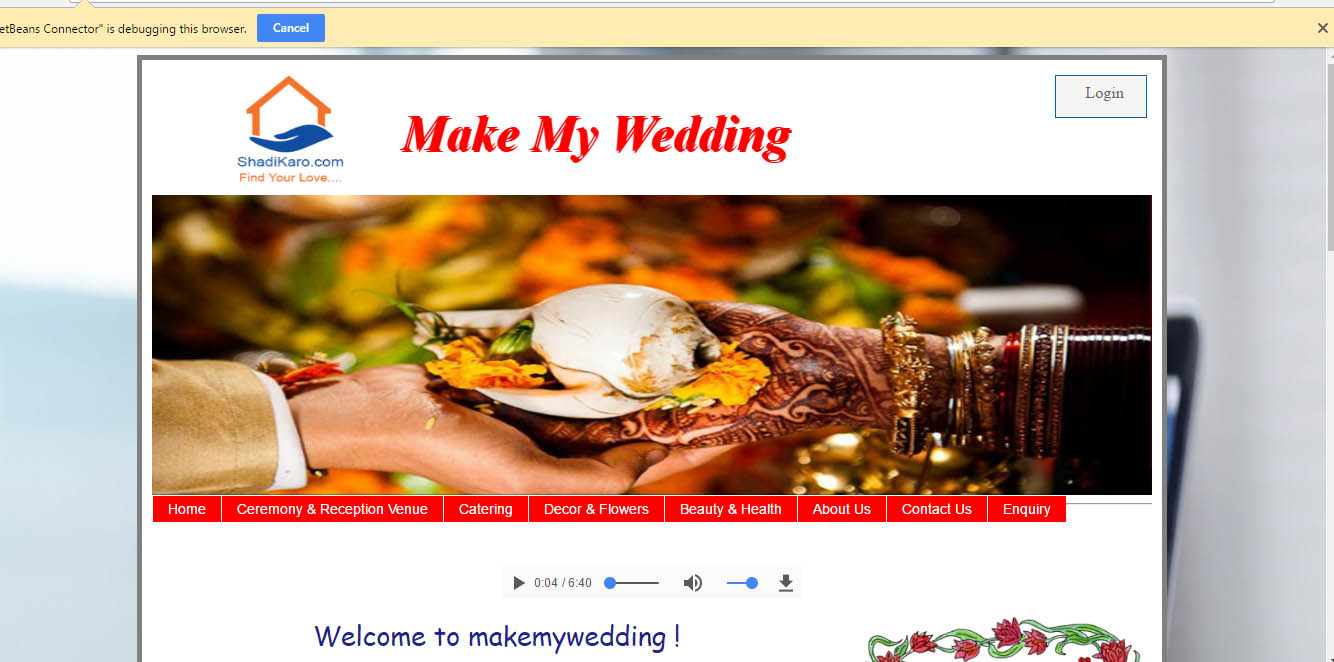 etBeans Connector" is debugging this browser. Cancel
Login
Make My Wedding
ShadiKaro.com
Find Your Love....
Home Ceremony & Reception Venue Catering Decor & Flowers Beauty & Health About Us Contact Us Enquiry
0:04 / 6:40
Welcome to makemywedding !